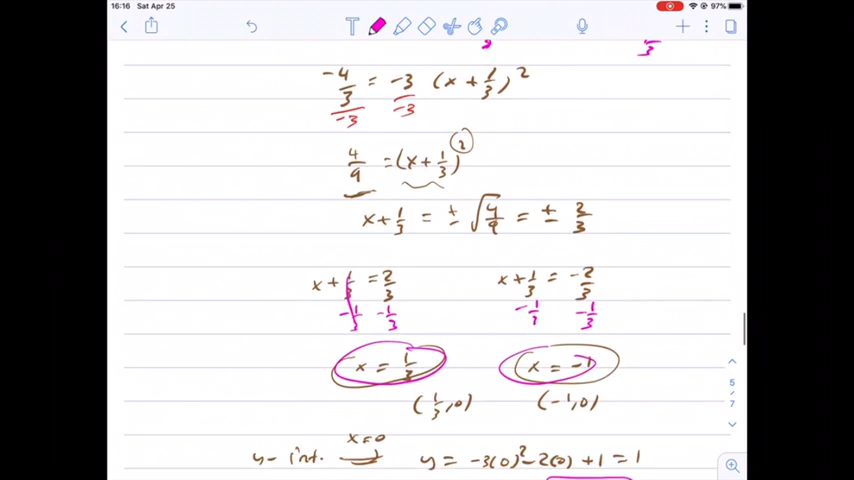 16:16 Sat Apr 25
97%
T
3
-4/3 = -3 (x + 1/3)^2
-3 -3
4/9 = (x + 1/3)^2
x + 1/3 = ± √4/9 = ± 2/3
x + 1/3 = 2/3 x + 1/3 = -2/3
-1/3 -1/3 -1/3 -1/3
x = 1/3 x = -1
(1/3, 0) (-1, 0)
x = 0
y-int. y = -3(0)^2 - 2(0) + 1 = 1
5
7